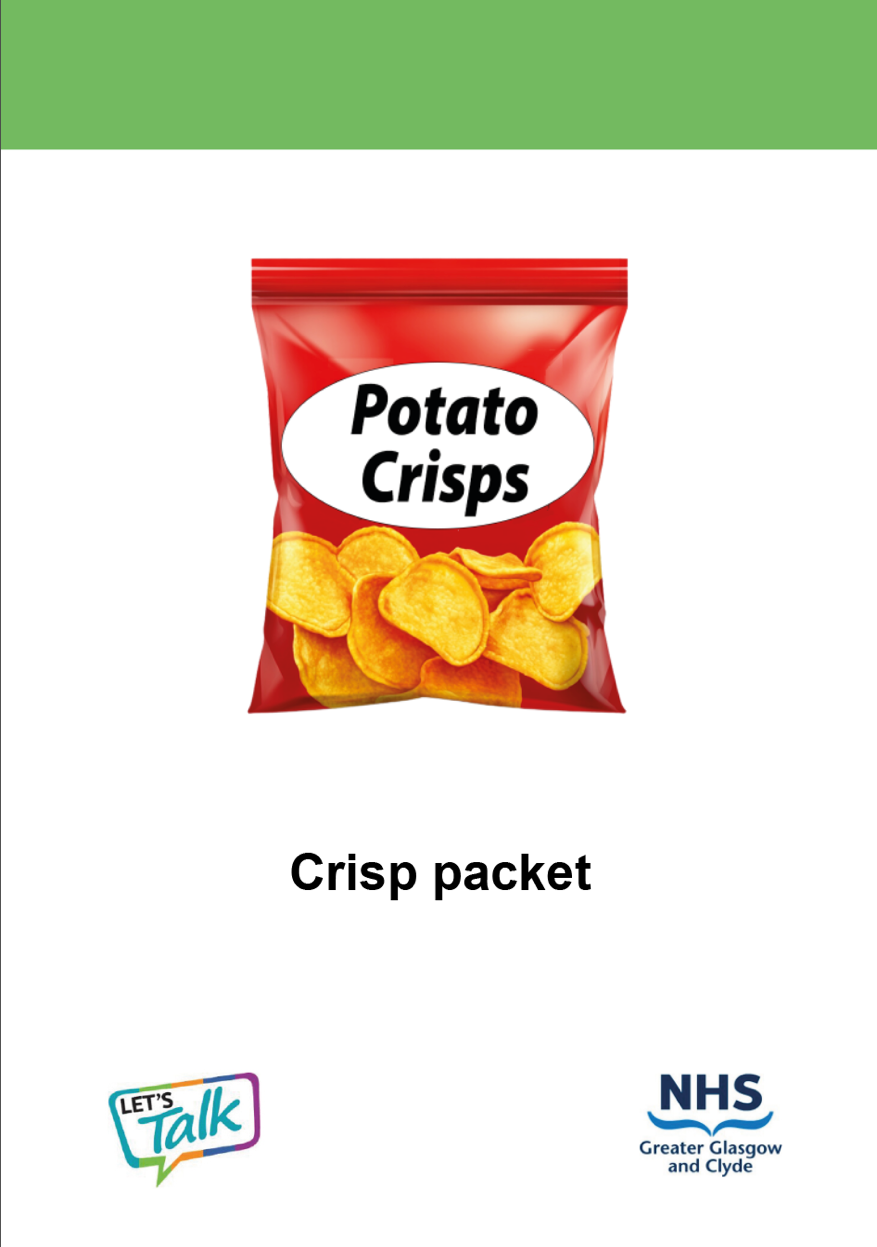 Potato
Crisps
Crisp packet
LET'S
Talk
NHS
Greater Glasgow
and Clyde